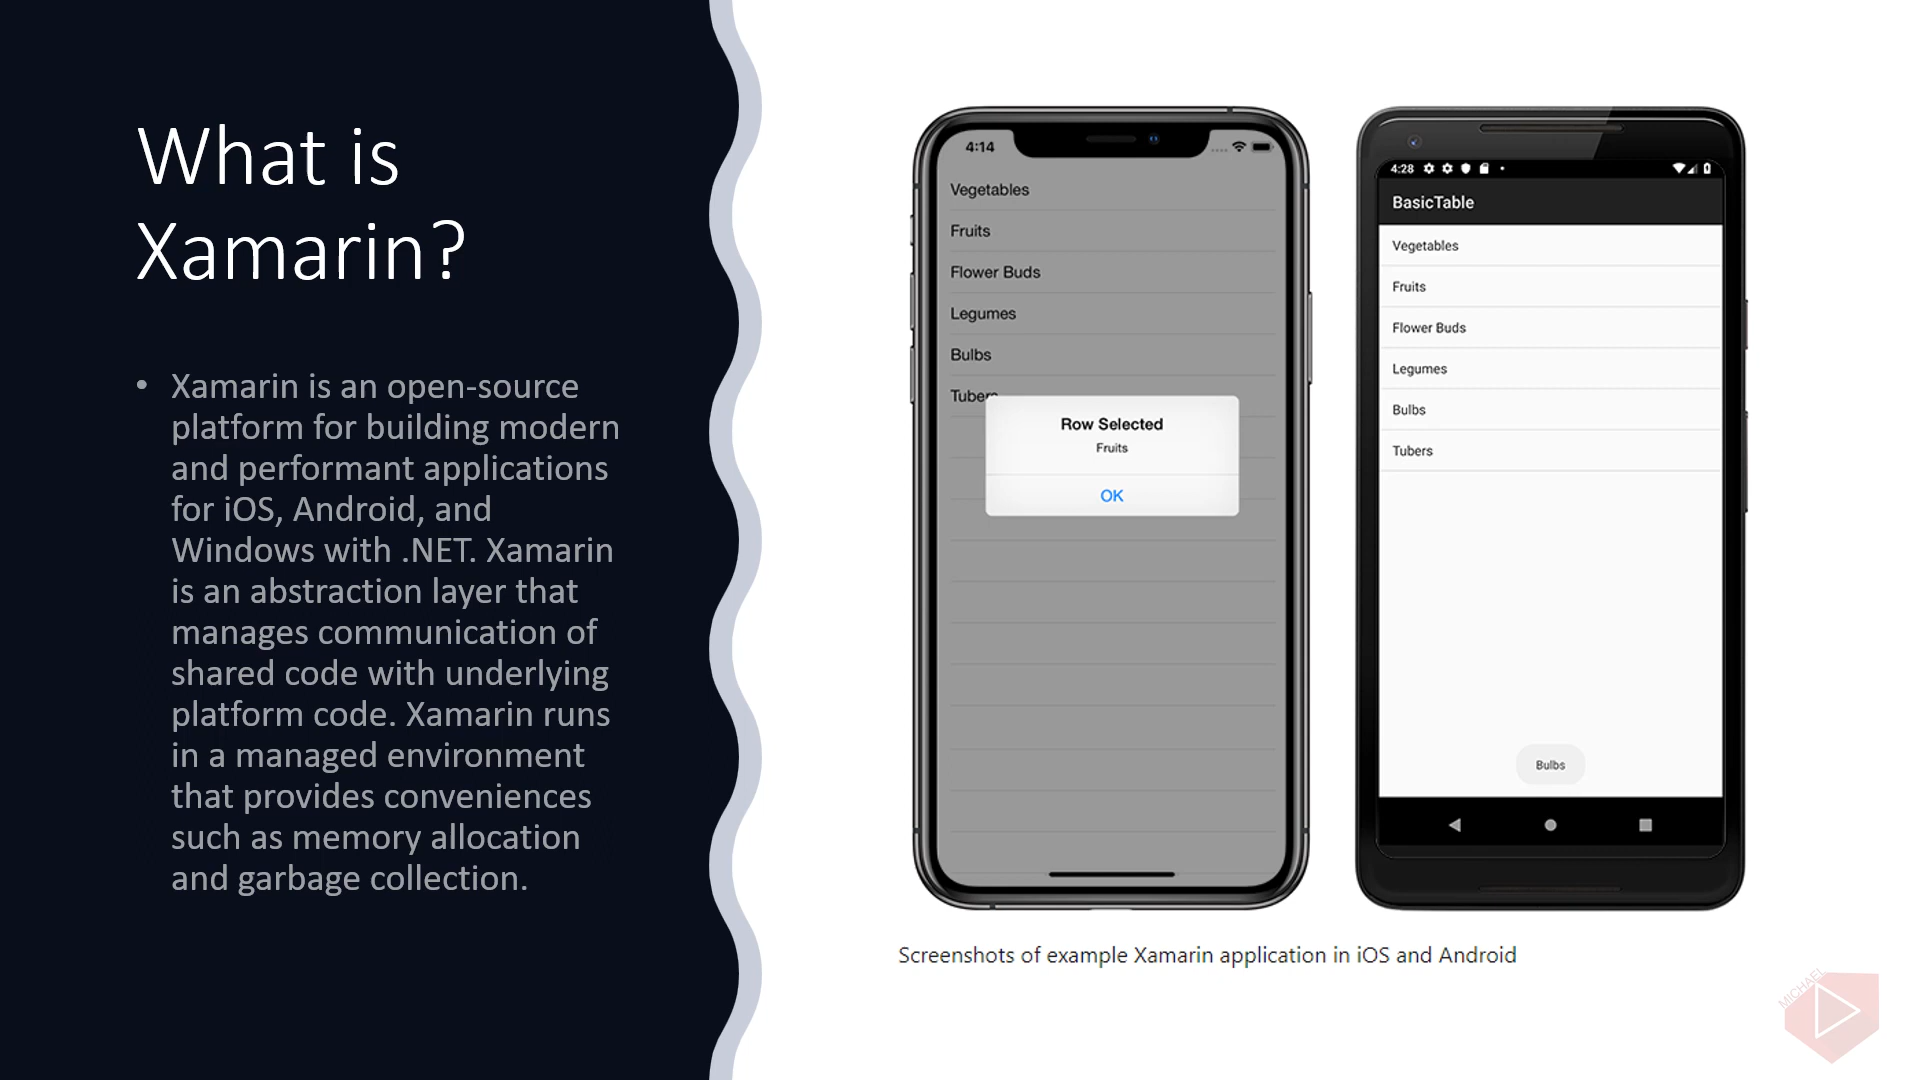 What is
Xamarin?
• Xamarin is an open-source
platform for building modern
and performant applications
for iOS, Android, and
Windows with .NET. Xamarin
is an abstraction layer that
manages communication of
shared code with underlying
platform code. Xamarin runs
in a managed environment
that provides conveniences
such as memory allocation
and garbage collection.
4:14
Vegetables
Fruits
Flower Buds
Legumes
Bulbs
Tubers
Row Selected
Fruits
OK
4:28
BasicTable
Vegetables
Fruits
Flower Buds
Legumes
Bulbs
Tubers
Bulbs
Screenshots of example Xamarin application in iOS and Android
MICHAEL